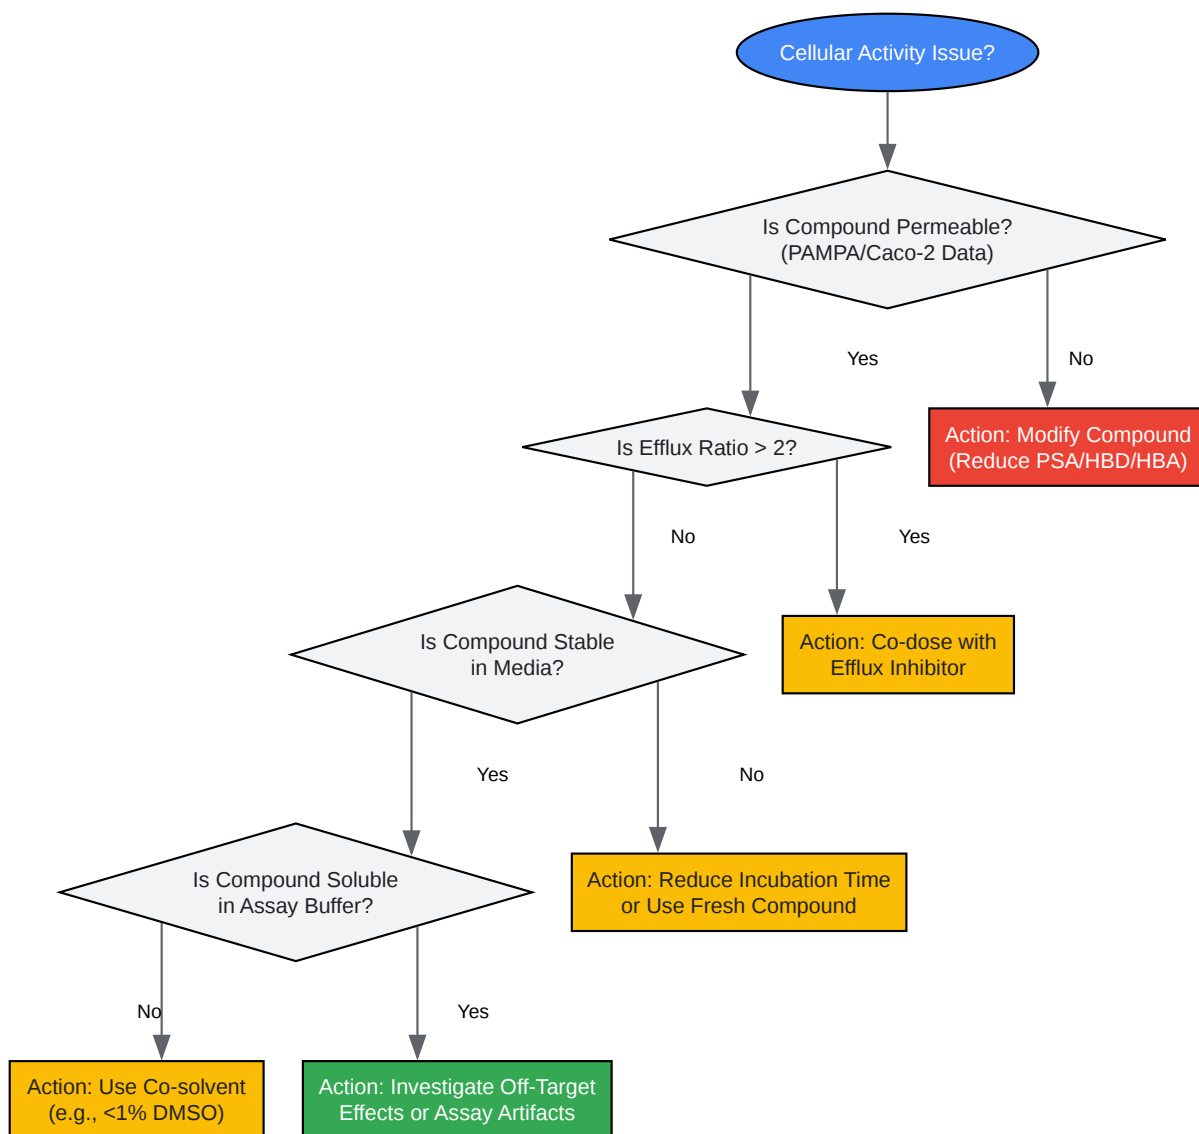 Cellular Activity Issue?
Is Compound Permeable?
(PAMPA/Caco-2 Data)
Yes
No
Is Efflux Ratio > 2?
Action: Modify Compound
(Reduce PSA/HBD/HBA)
No
Yes
Is Compound Stable
in Media?
Action: Co-dose with
Efflux Inhibitor
Yes
No
Is Compound Soluble
in Assay Buffer?
Action: Reduce Incubation Time
or Use Fresh Compound
No
Yes
Action: Use Co-solvent
(e.g., <1% DMSO)
Action: Investigate Off-Target
Effects or Assay Artifacts